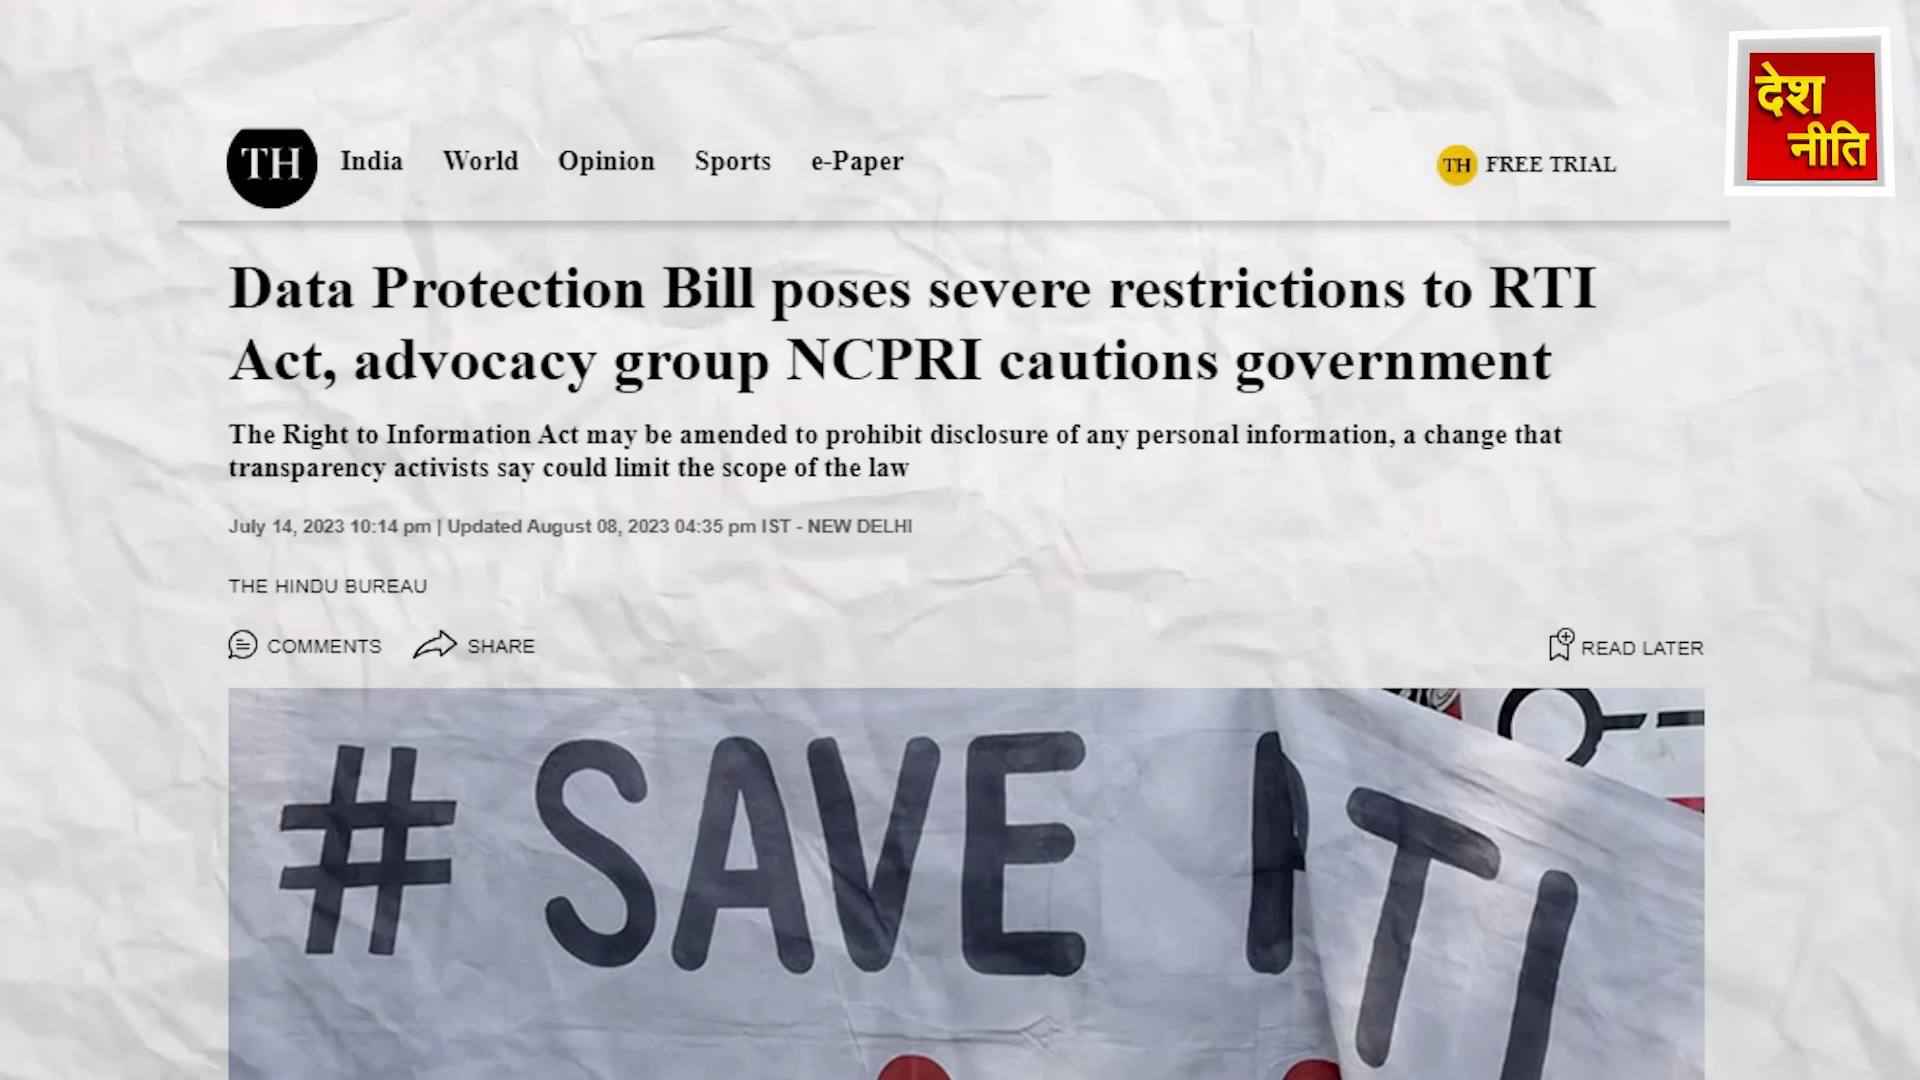 देश
नीति
TH India World Opinion Sports e-Paper
TH FREE TRIAL
Data Protection Bill poses severe restrictions to RTI
Act, advocacy group NCPRI cautions government
The Right to Information Act may be amended to prohibit disclosure of any personal information, a change that
transparency activists say could limit the scope of the law
July 14, 2023 10:14 pm | Updated August 08, 2023 04:35 pm IST - NEW DELHI
THE HINDU BUREAU
COMMENTS SHARE
READ LATER
# SAVE